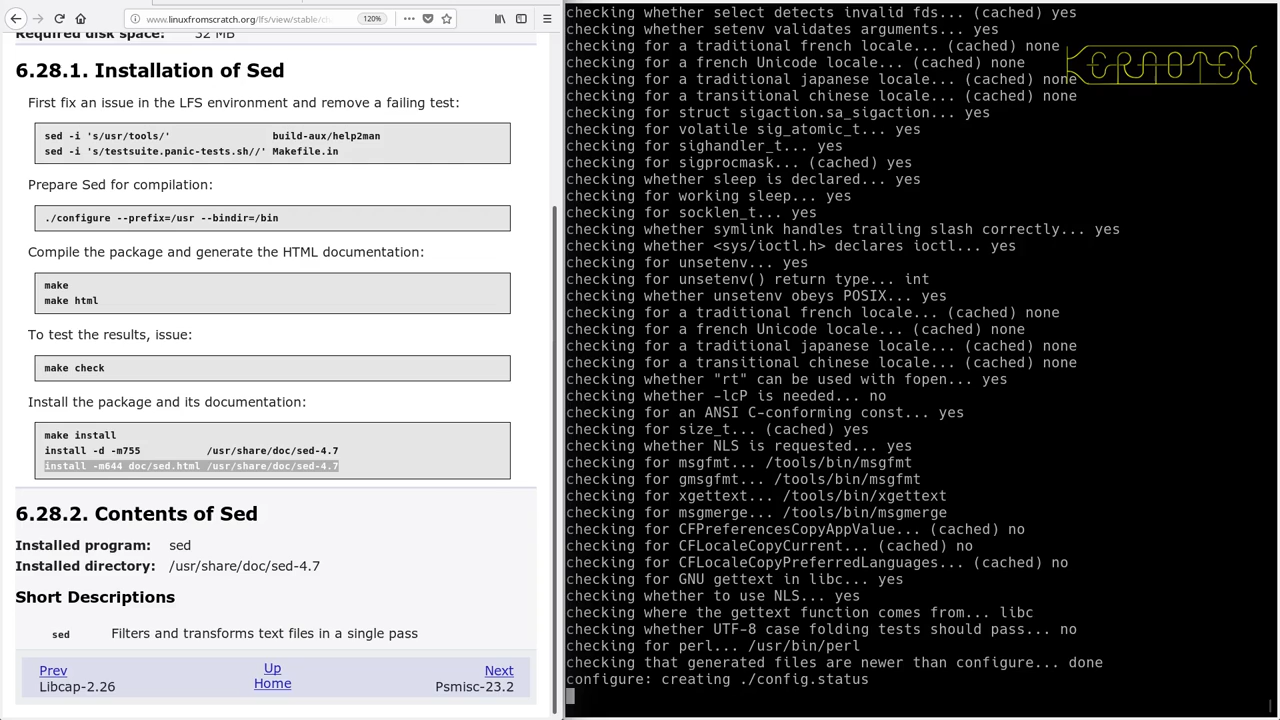 www.linuxfromscratch.org/lfs/view/stable/ch
120%
Required disk space: 32 MB
6.28.1. Installation of Sed
First fix an issue in the LFS environment and remove a failing test:
sed -i 's/usr/tools/' build-aux/help2man
sed -i 's/testsuite.panic-tests.sh//' Makefile.in
Prepare Sed for compilation:
./configure --prefix=/usr --bindir=/bin
Compile the package and generate the HTML documentation:
make
make html
To test the results, issue:
make check
Install the package and its documentation:
make install
install -d -m755 /usr/share/doc/sed-4.7
install -m644 doc/sed.html /usr/share/doc/sed-4.7
6.28.2. Contents of Sed
Installed program: sed
Installed directory: /usr/share/doc/sed-4.7
Short Descriptions
sed Filters and transforms text files in a single pass
Prev Up Next
Libcap-2.26 Home Psmisc-23.2
checking whether select detects invalid fds... (cached) yes
checking whether setenv validates arguments... yes
checking for a traditional french locale... (cached) none
checking for a french Unicode locale... (cached) none
checking for a traditional japanese locale... (cached) none
checking for a transitional chinese locale... (cached) none
checking for struct sigaction.sa_sigaction... yes
checking for volatile sig_atomic_t... yes
checking for sighandler_t... yes
checking for sigprocmask... (cached) yes
checking whether sleep is declared... yes
checking for working sleep... yes
checking for socklen_t... yes
checking whether symlink handles trailing slash correctly... yes
checking whether <sys/ioctl.h> declares ioctl... yes
checking for unsetenv... yes
checking for unsetenv() return type... int
checking whether unsetenv obeys POSIX... yes
checking for a traditional french locale... (cached) none
checking for a french Unicode locale... (cached) none
checking for a traditional japanese locale... (cached) none
checking for a transitional chinese locale... (cached) none
checking whether "rt" can be used with fopen... yes
checking whether -lcP is needed... no
checking for an ANSI C-conforming const... yes
checking for size_t... (cached) yes
checking whether NLS is requested... yes
checking for msgfmt... /tools/bin/msgfmt
checking for gmsgfmt... /tools/bin/msgfmt
checking for xgettext... /tools/bin/xgettext
checking for msgmerge... /tools/bin/msgmerge
checking for CFPreferencesCopyAppValue... (cached) no
checking for CFLocaleCopyCurrent... (cached) no
checking for CFLocaleCopyPreferredLanguages... (cached) no
checking for GNU gettext in libc... yes
checking whether to use NLS... yes
checking where the gettext function comes from... libc
checking whether UTF-8 case folding tests should pass... no
checking for perl... /usr/bin/perl
checking that generated files are newer than configure... done
configure: creating ./config.status